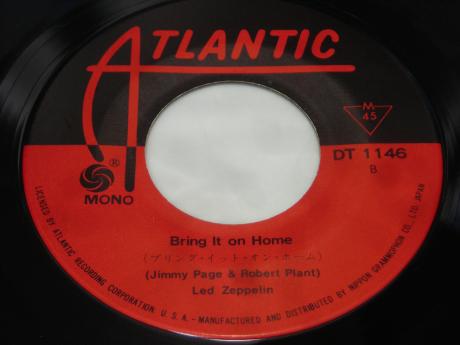 ATLANTIC
®
MONO
M
45
DT 1146
B
Bring It on Home
(ブリング・イット・オン・ホーム)
(Jimmy Page & Robert Plant)
Led Zeppelin
LICENSED BY ATLANTIC RECORDING CORPORATION. U. S. A. –MANUFACTURED AND DISTRIBUTED BY NIPPON GRAMMOPHON CO., LTD. JAPAN